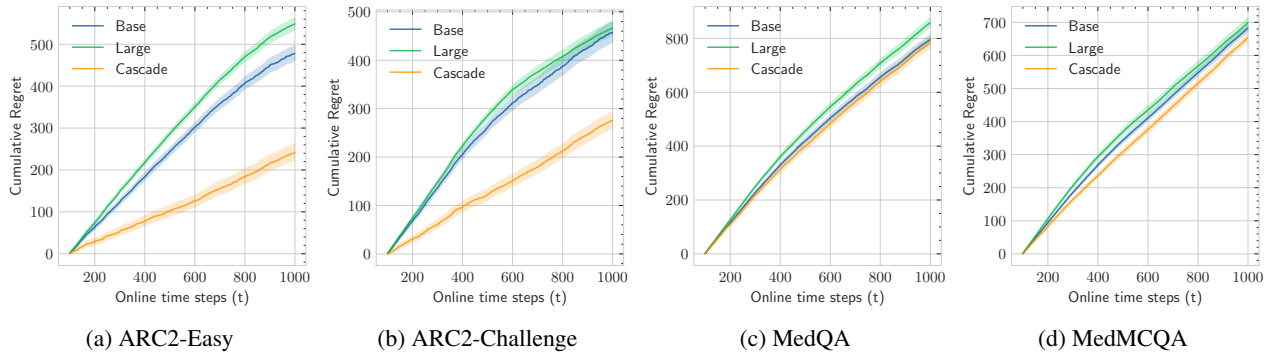 500
400
300
200
100
0
Cumulative Regret
Base
Large
Cascade
200
400
600
800
1000
Online time steps (t)
(a) ARC2-Easy
500
400
300
200
100
0
Cumulative Regret
Base
Large
Cascade
200
400
600
800
1000
Online time steps (t)
(b) ARC2-Challenge
800
600
400
200
0
Cumulative Regret
Base
Large
Cascade
200
400
600
800
1000
Online time steps (t)
(c) MedQA
700
600
500
400
300
200
100
0
Cumulative Regret
Base
Large
Cascade
200
400
600
800
1000
Online time steps (t)
(d) MedMCQA